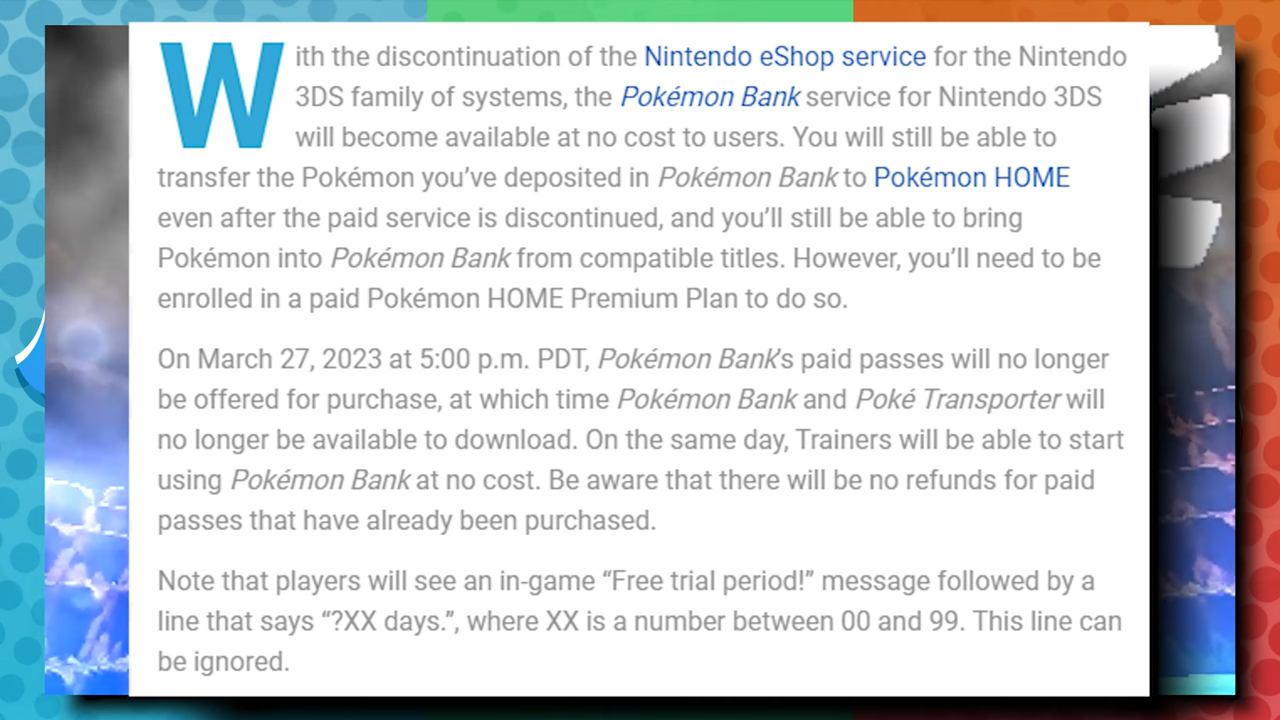 With the discontinuation of the Nintendo eShop service for the Nintendo
3DS family of systems, the Pokémon Bank service for Nintendo 3DS
will become available at no cost to users. You will still be able to
transfer the Pokémon you’ve deposited in Pokémon Bank to Pokémon HOME
even after the paid service is discontinued, and you’ll still be able to bring
Pokémon into Pokémon Bank from compatible titles. However, you’ll need to be
enrolled in a paid Pokémon HOME Premium Plan to do so.
On March 27, 2023 at 5:00 p.m. PDT, Pokémon Bank’s paid passes will no longer
be offered for purchase, at which time Pokémon Bank and Poké Transporter will
no longer be available to download. On the same day, Trainers will be able to start
using Pokémon Bank at no cost. Be aware that there will be no refunds for paid
passes that have already been purchased.
Note that players will see an in-game “Free trial period!” message followed by a
line that says “?XX days.”, where XX is a number between 00 and 99. This line can
be ignored.